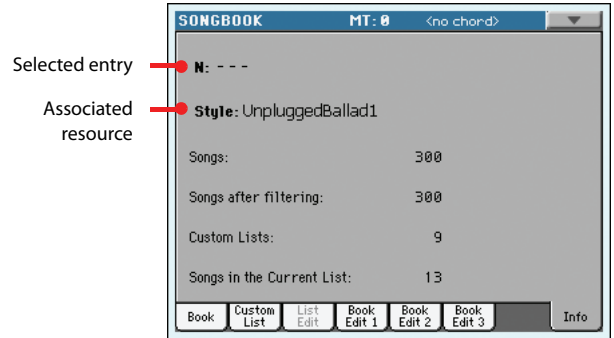 SONGBOOK MT:0 <no chord>
Selected entry
N: - - -
Associated
resource
Style: UnpluggedBallad1
Songs: 300
Songs after filtering: 300
Custom Lists: 9
Songs in the Current List: 13
Book
Custom
List
List
Edit
Book
Edit 1
Book
Edit 2
Book
Edit 3
Info